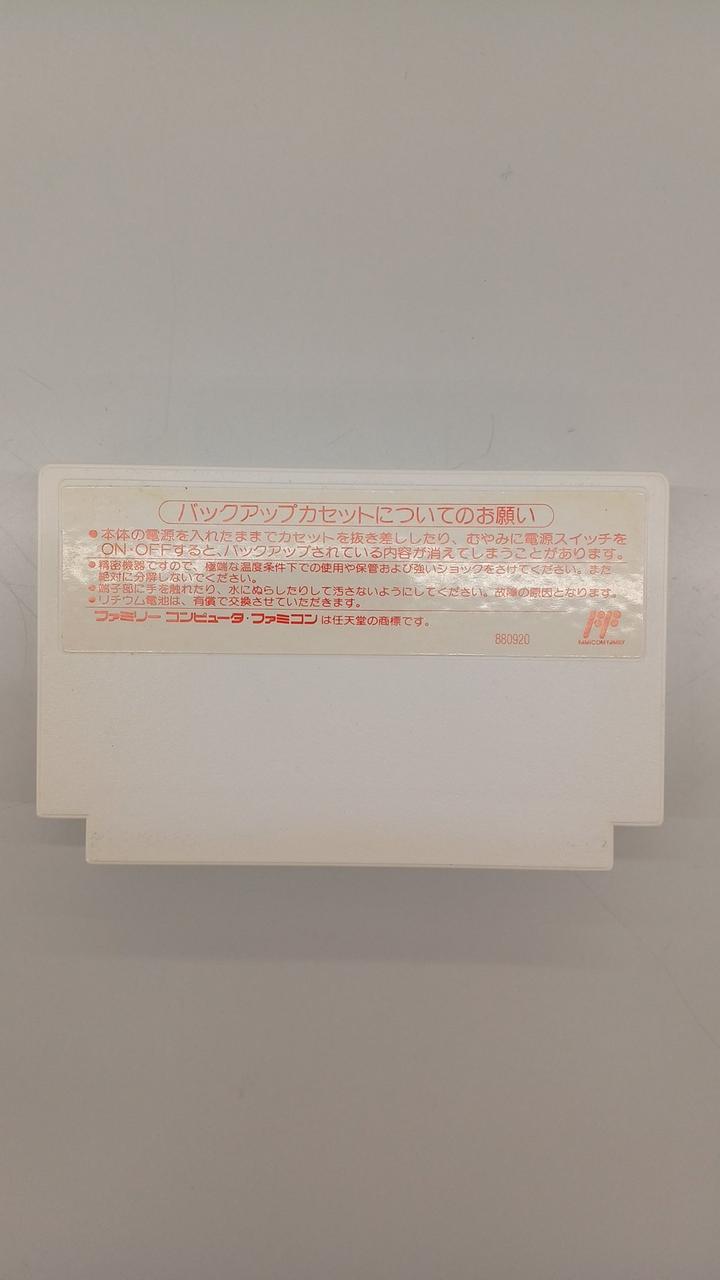 バックアップカセットについてのお願い
●本体の電源を入れたままでカセットを抜き差ししたり、むやみに電源スイッチを
ON・OFFすると、バックアップされている内容が消えてしまうことがあります。
●精密機器ですので、極端な温度条件下での使用や保管および強いショックをさけてください。また
絶対に分解しないでください。
●端子部に手を触れたり、水にぬらしたりして汚さないようにしてください。故障の原因となります。
●リチウム電池は、有償で交換させていただきます。
ファミリー コンピュータ・ファミコンは任天堂の商標です。
880920
FAMICOM FAMILY